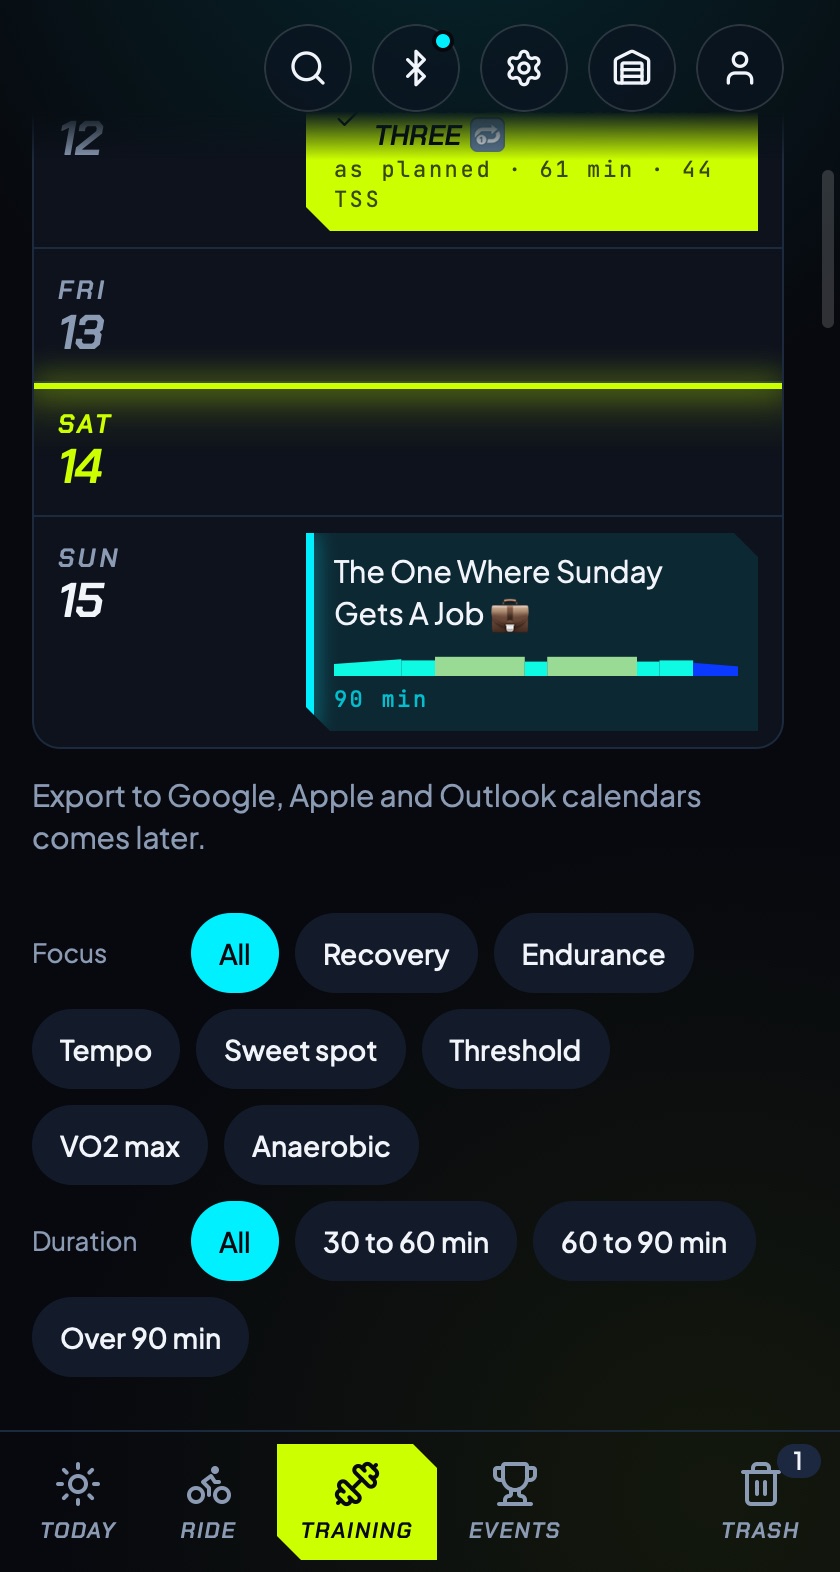 12
THREE
as planned · 61 min · 44
TSS
FRI
13
SAT
14
SUN
15
The One Where Sunday
Gets A Job 💼
90 min
Export to Google, Apple and Outlook calendars
comes later.
Focus All Recovery Endurance
Tempo Sweet spot Threshold
VO2 max Anaerobic
Duration All 30 to 60 min 60 to 90 min
Over 90 min
1
TODAY RIDE TRAINING EVENTS TRASH